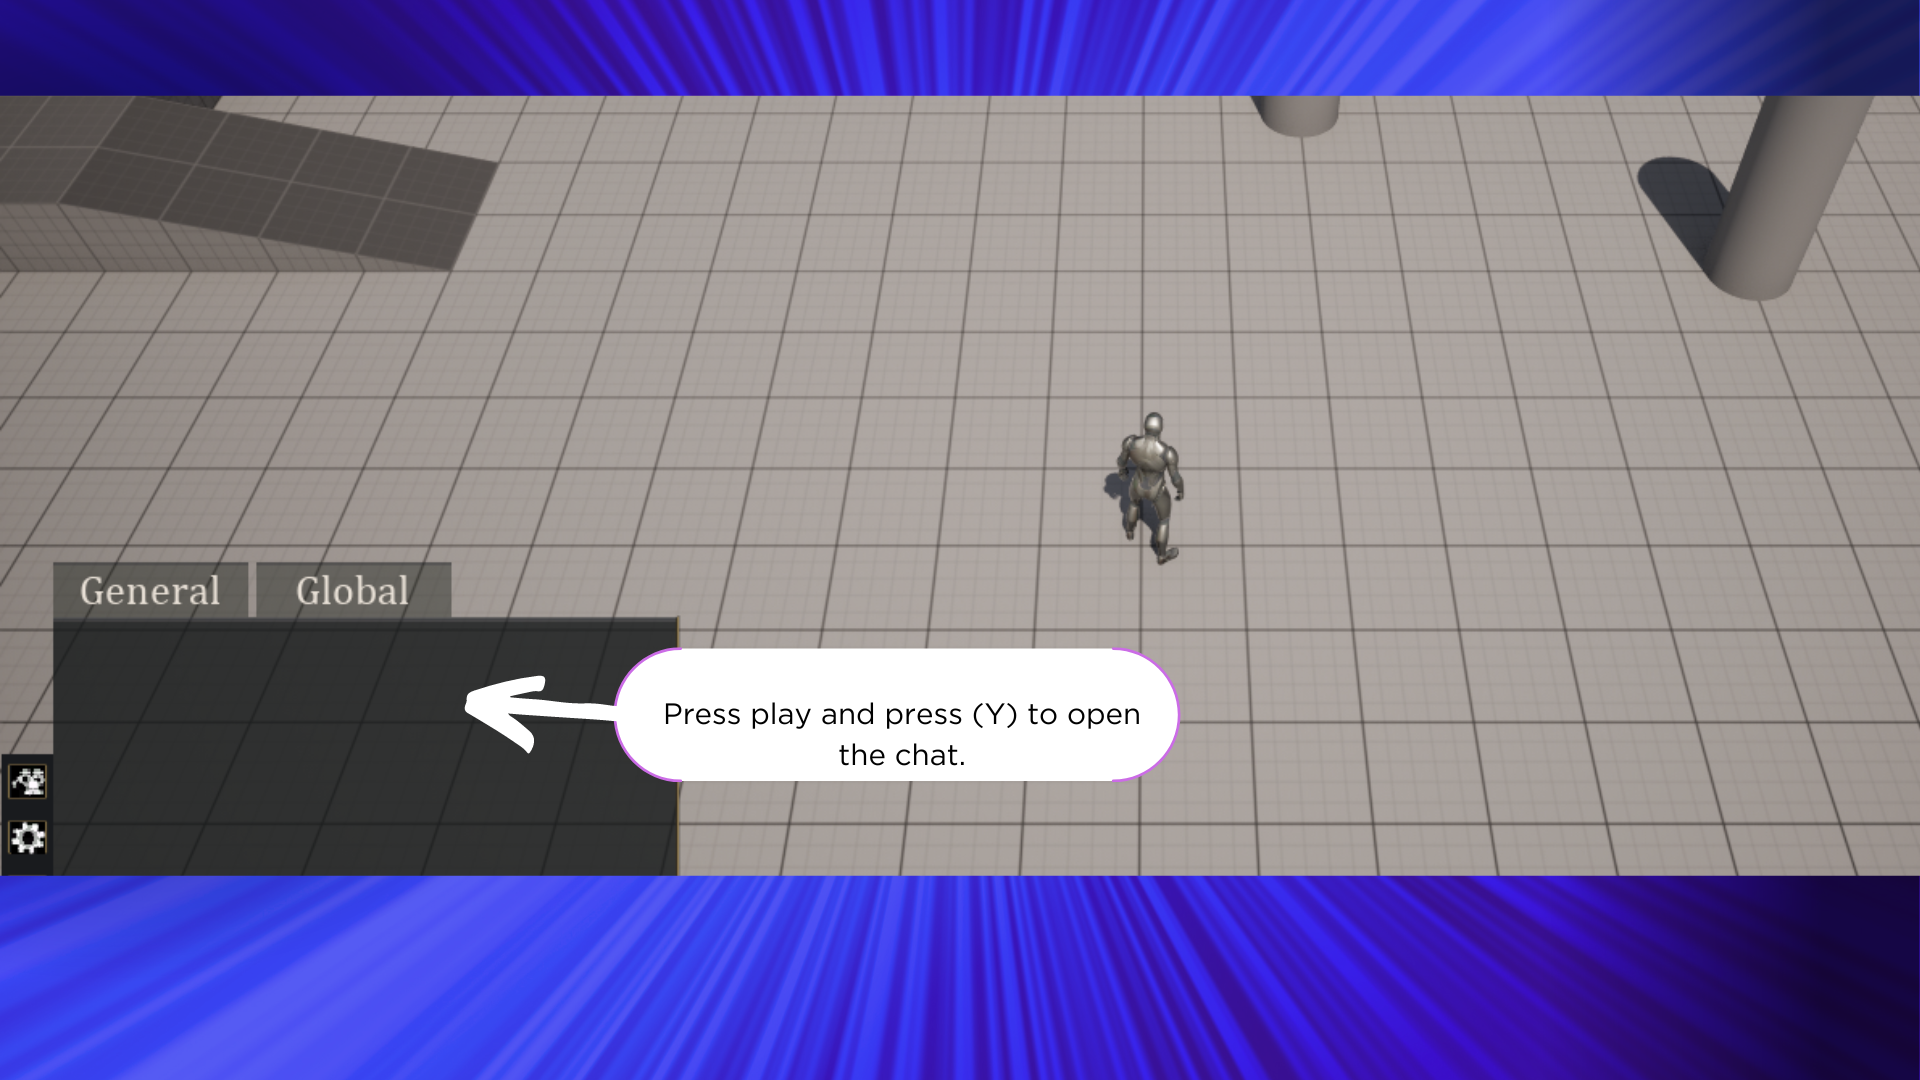 General
Global
Press play and press (Y) to open
the chat.